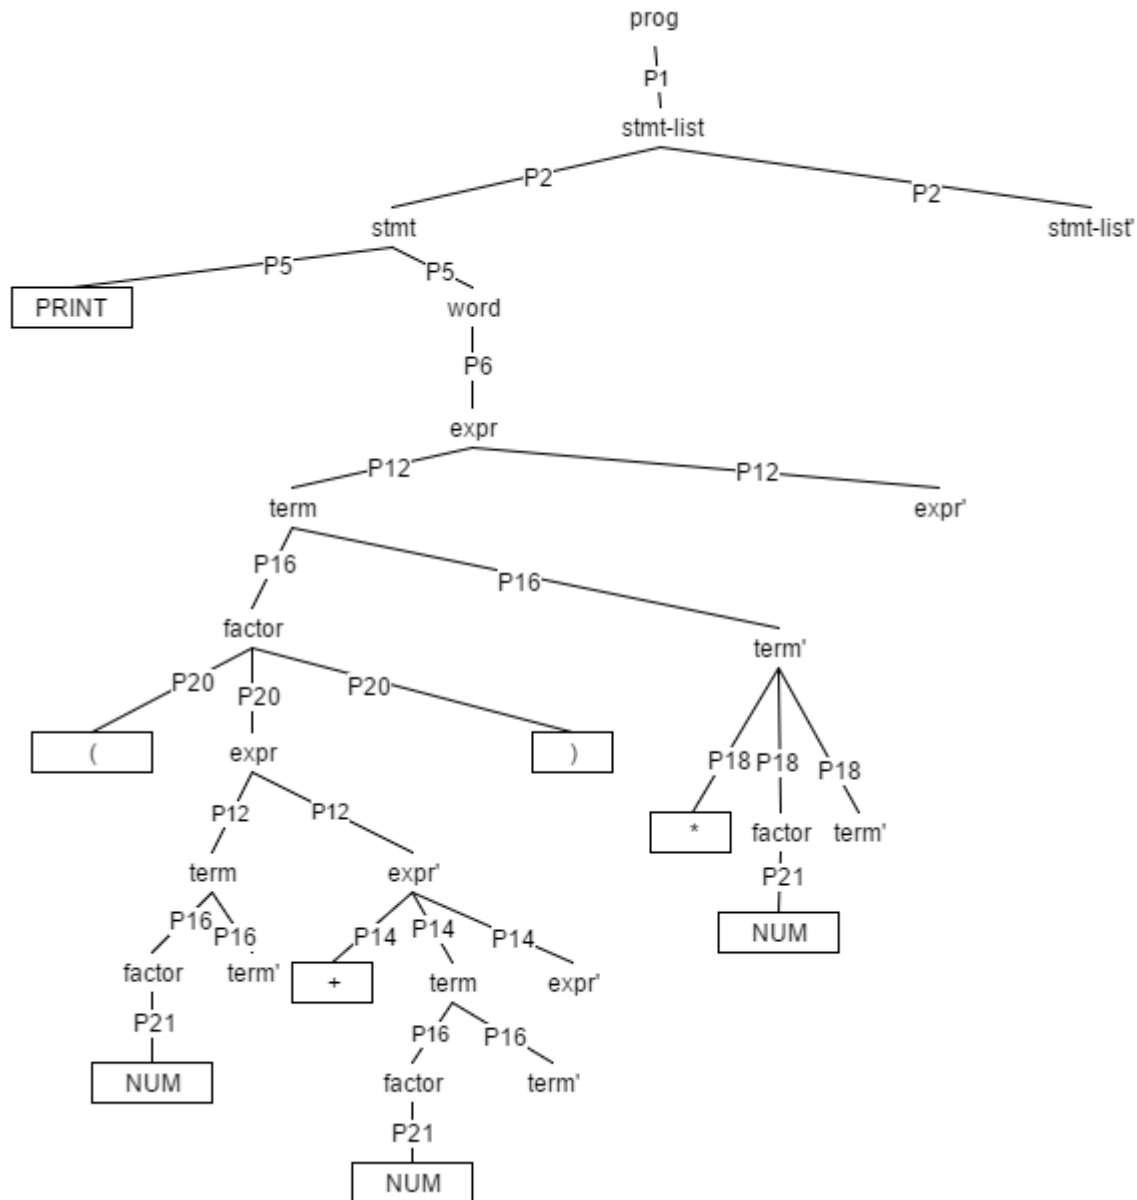 prog
P1
stmt-list
P2 P2
stmt stmt-list'
P5 P5
PRINT word
P6
expr
P12 P12
term expr'
P16 P16
factor term'
P20 P20 P20
( expr ) P18 P18 P18
P12 P12 * factor term'
term expr' P21
P16 P16 P14 P14 P14 NUM
factor term' + term expr'
P21 P16 P16
NUM factor term'
P21
NUM